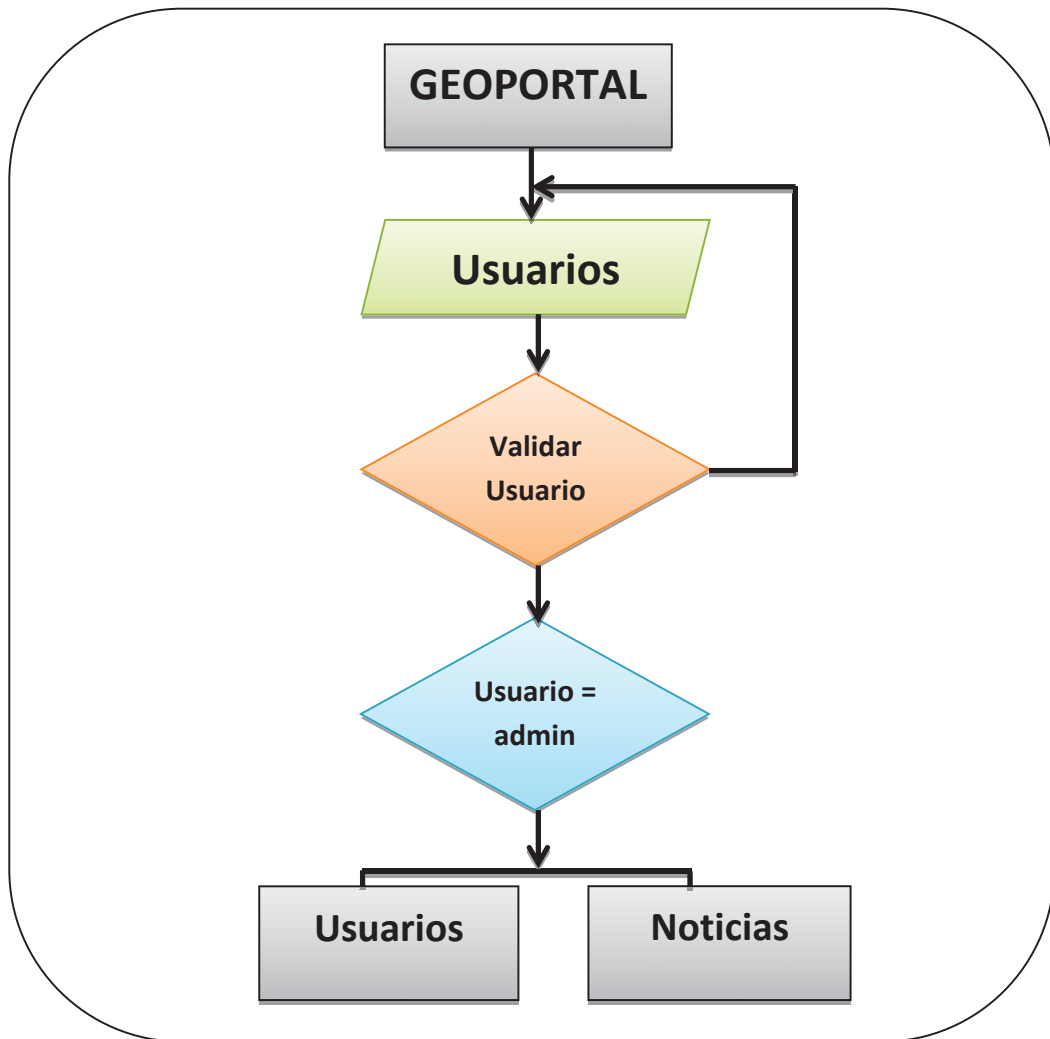 GEOPORTAL
Usuarios
Validar
Usuario
Usuario =
admin
Usuarios
Noticias